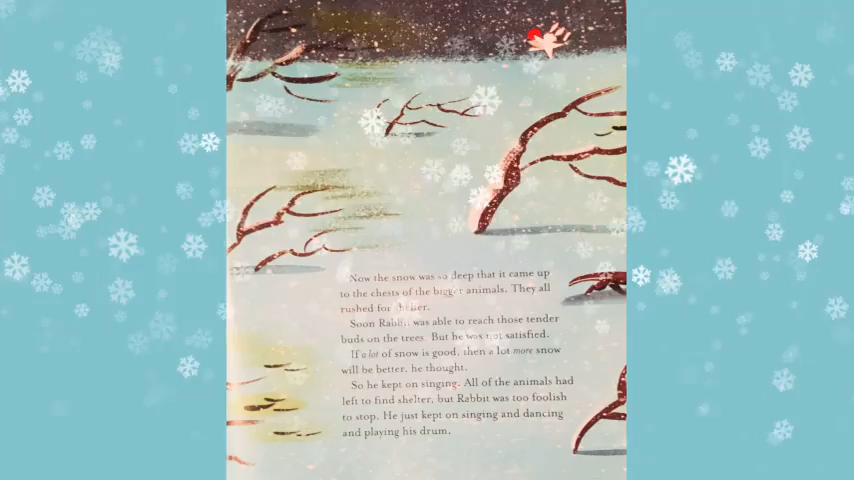 Now the snow was so deep that it came up
to the chests of the bigger animals. They all
rushed for shelter.
Soon Rabbit was able to reach those tender
buds on the trees. But he was not satisfied.
If a lot of snow is good, then a lot more snow
will be better, he thought.
So he kept on singing. All of the animals had
left to find shelter, but Rabbit was too foolish
to stop. He just kept on singing and dancing
and playing his drum.